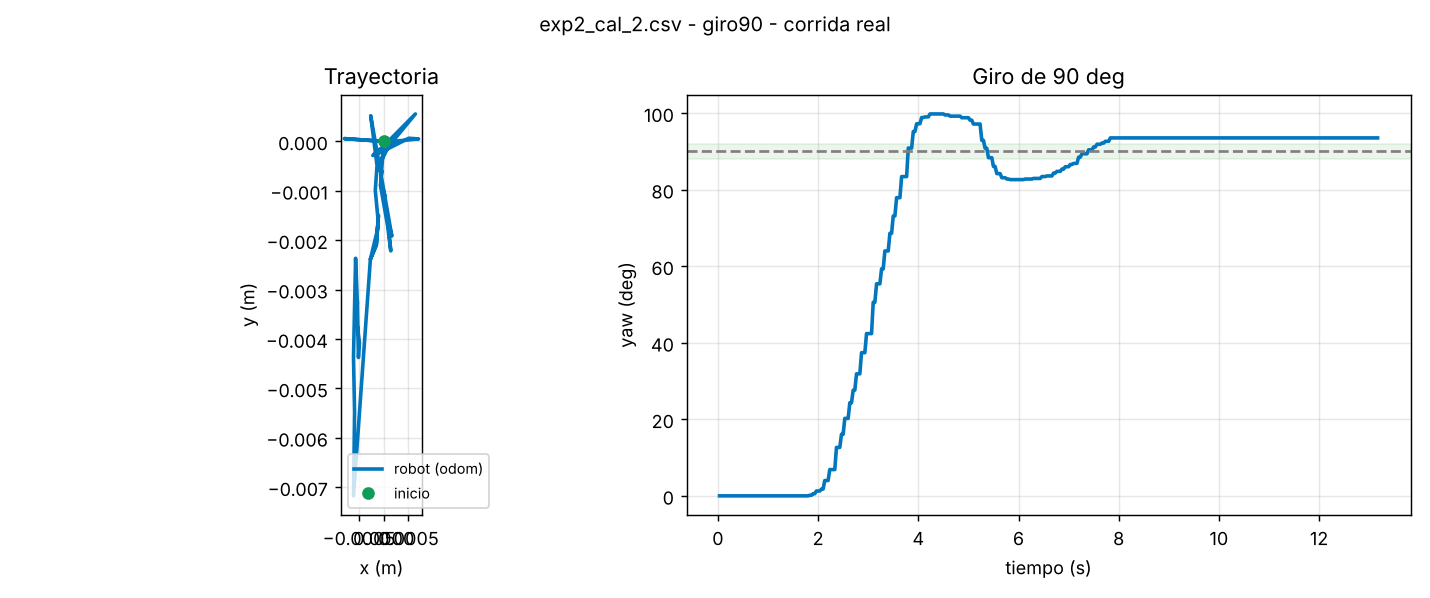 exp2_cal_2.csv - giro90 - corrida real
Trayectoria
0.000
−0.001
−0.002
−0.003
−0.004
−0.005
−0.006
−0.007
y (m)
x (m)
robot (odom)
inicio
Giro de 90 deg
100
80
60
40
20
0
yaw (deg)
0 2 4 6 8 10 12
tiempo (s)